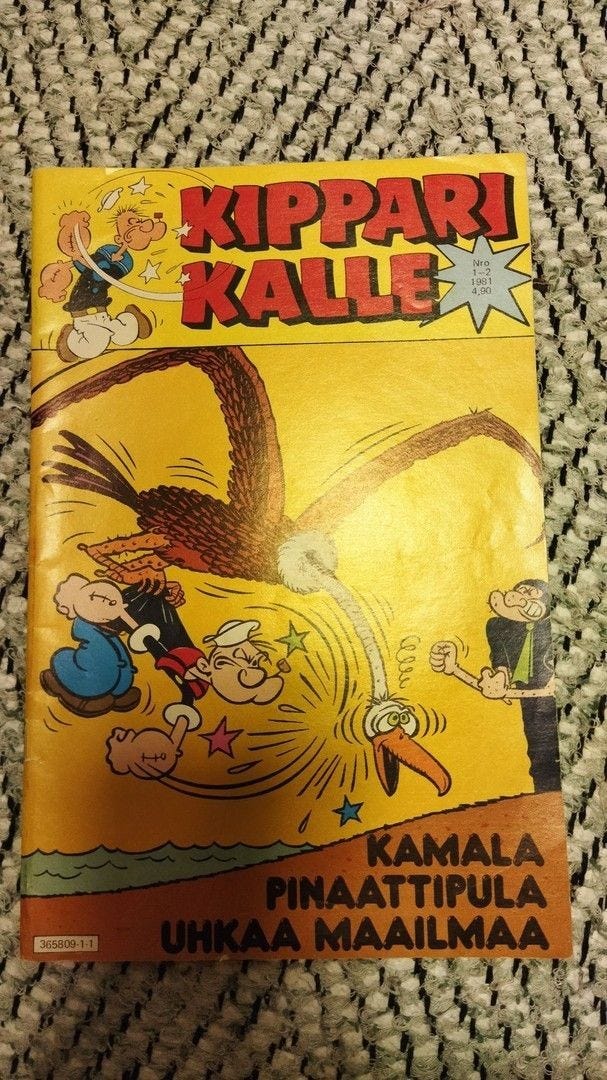 KIPPARI
KALLE
Nro
1-2
1981
4,90
KAMALA
PINAATTIPULA
UHKAA MAAILMAA
365809-1-1